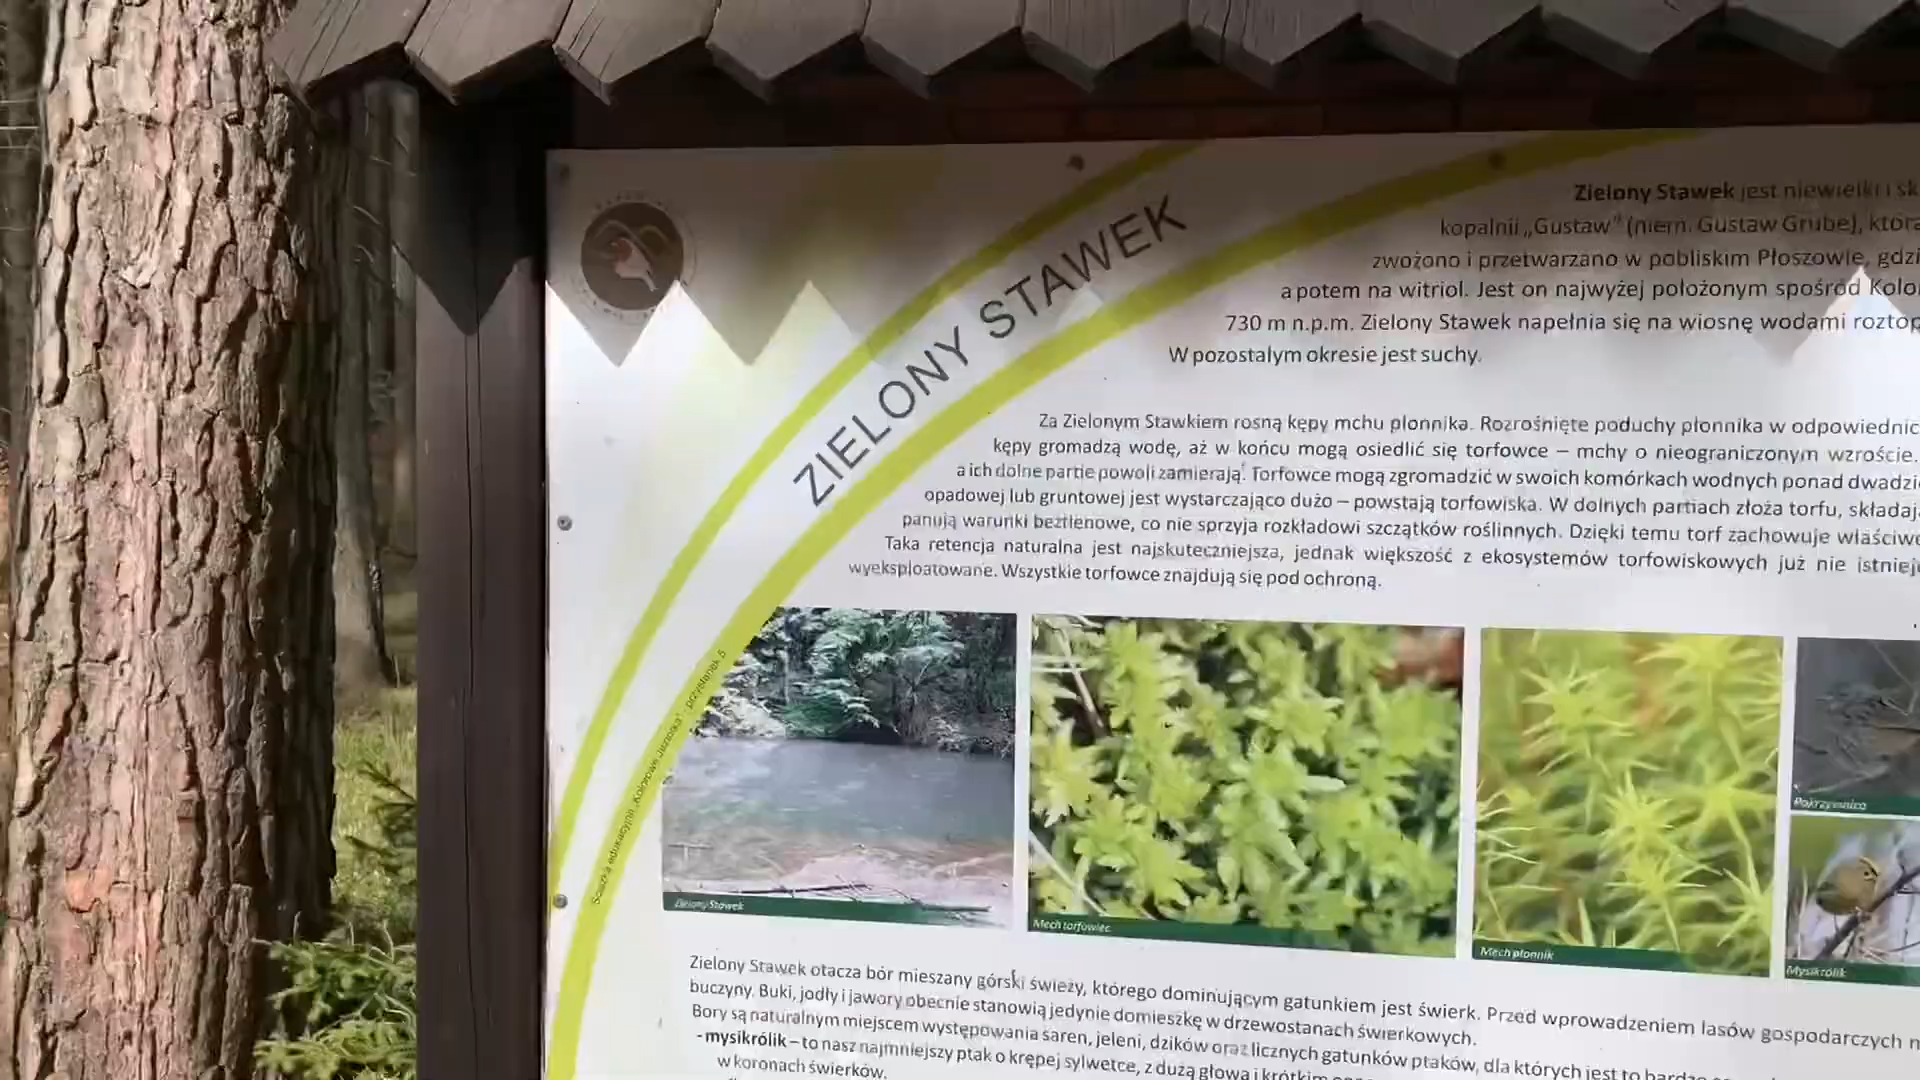 ZIELONY STAWEK
Zielony Stawek jest niewielki i sk
kopalnii „Gustaw” (niem. Gustaw Grube), która
zwożono i przetwarzano w pobliskim Płoszowie, gdzi
a potem na witriol. Jest on najwyżej położonym spośród Kolo
730 m n.p.m. Zielony Stawek napełnia się na wiosnę wodami roztop
W pozostałym okresie jest suchy.
Za Zielonym Stawkiem rosną kępy mchu płonnika. Rozrośnięte poduchy płonnika w odpowiednic
kępy gromadzą wodę, aż w końcu mogą osiedlić się torfowce – mchy o nieograniczonym wzroście.
a ich dolne partie powoli zamierają. Torfowce mogą zgromadzić w swoich komórkach wodnych ponad dwadzi
opadowej lub gruntowej jest wystarczająco dużo – powstają torfowiska. W dolnych partiach złoża torfu, składaj
panują warunki beztlenowe, co nie sprzyja rozkładowi szczątków roślinnych. Dzięki temu torf zachowuje właściw
Taka retencja naturalna jest najskuteczniejsza, jednak większość z ekosystemów torfowiskowych już nie istniej
wyeksploatowane. Wszystkie torfowce znajdują się pod ochroną.
Ścieżka edukacyjna „Kolorowe Jeziorka”, przystanek 5
Zielony Stawek
Mech torfowiec
Mech płonnik
Pokrzywnica
Mysikrólik
Zielony Stawek otacza bór mieszany górski świeży, którego dominującym gatunkiem jest świerk. Przed wprowadzeniem lasów gospodarczych n
buczyny. Buki, jodły i jawory obecnie stanowią jedynie domieszkę w drzewostanach świerkowych.
Bory są naturalnym miejscem występowania saren, jeleni, dzików oraz licznych gatunków ptaków, dla których jest to
- mysikrólik – to nasz najmniejszy ptak o krępej sylwetce, z dużą głową i krótkim
w koronach świerków.